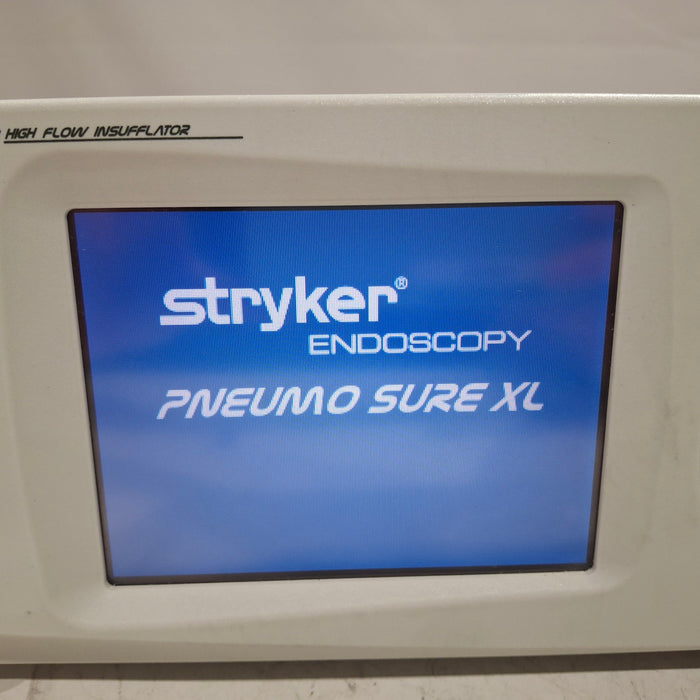 HIGH FLOW INSUFFLATOR
stryker®
ENDOSCOPY
PNEUMO SURE XL